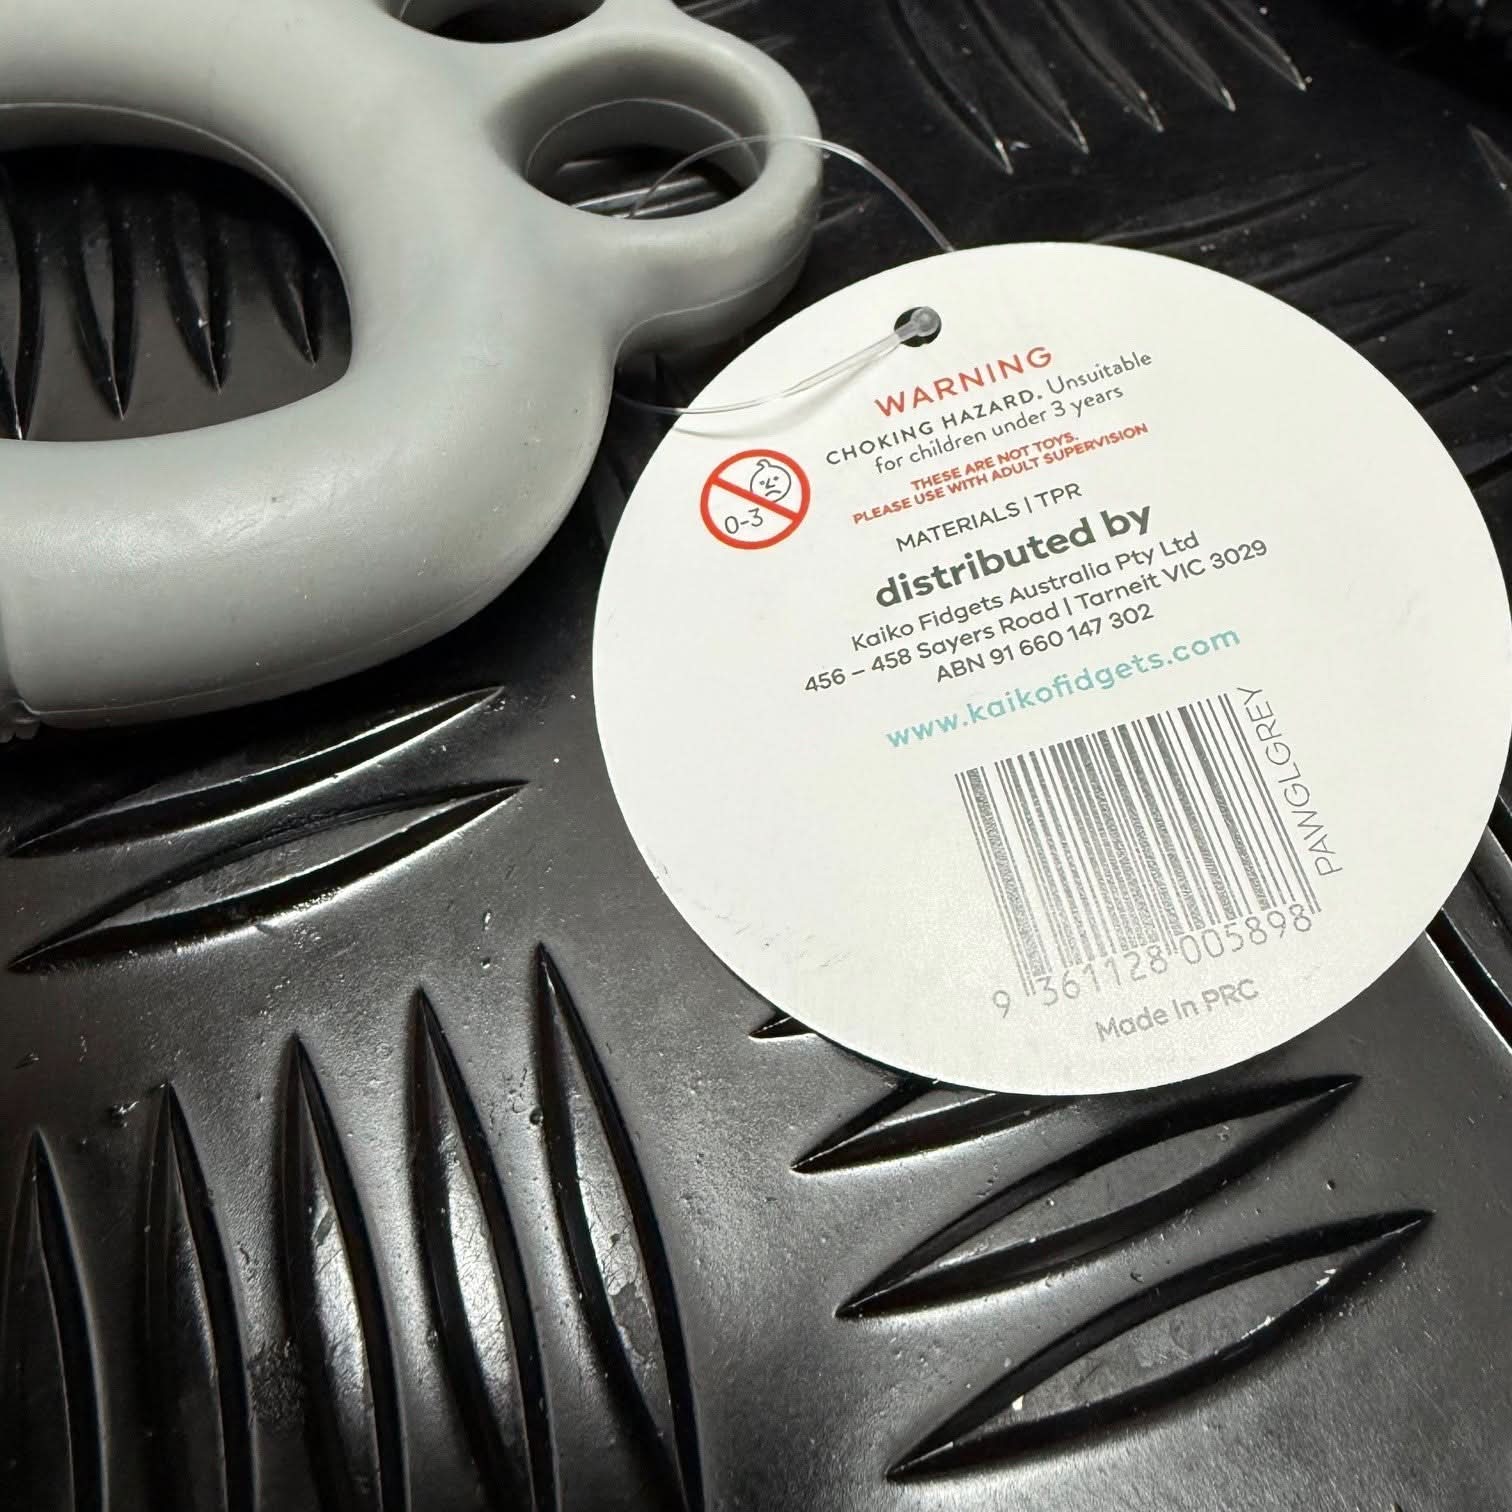 WARNING
CHOKING HAZARD. Unsuitable
for children under 3 years
THESE ARE NOT TOYS.
PLEASE USE WITH ADULT SUPERVISION
0-3
MATERIALS | TPR
distributed by
Kaiko Fidgets Australia Pty Ltd
456 – 458 Sayers Road | Tarneit VIC 3029
ABN 91 660 147 302
www.kaikofidgets.com
PAWGLGREY
9 361128 005898
Made In PRC